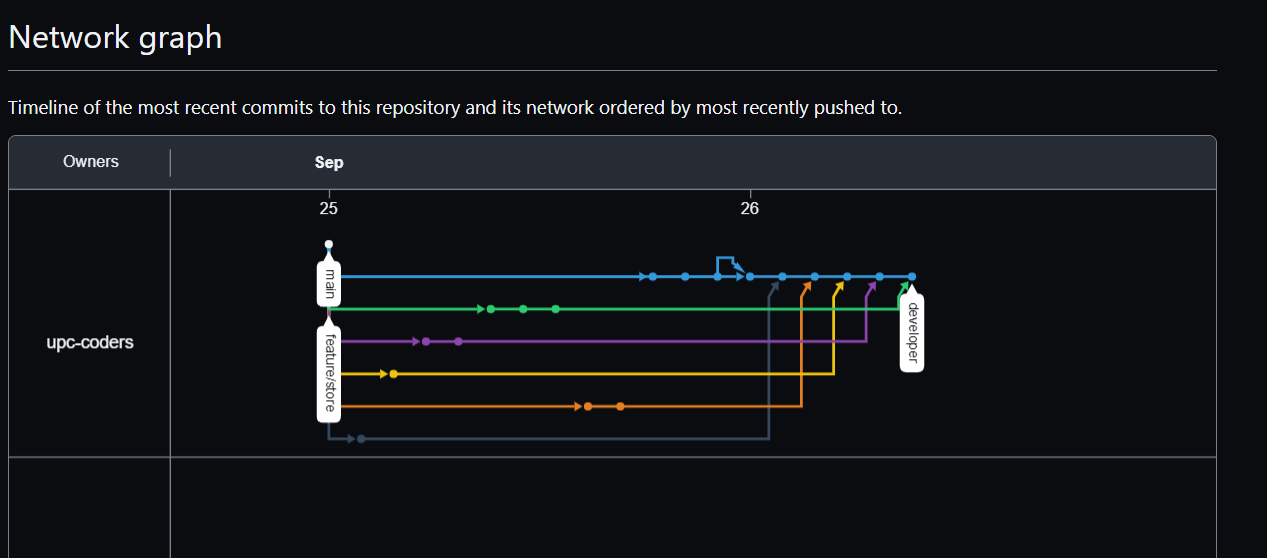 Network graph
Timeline of the most recent commits to this repository and its network ordered by most recently pushed to.
Owners
Sep
25
26
upc-coders
main
feature/store
developer